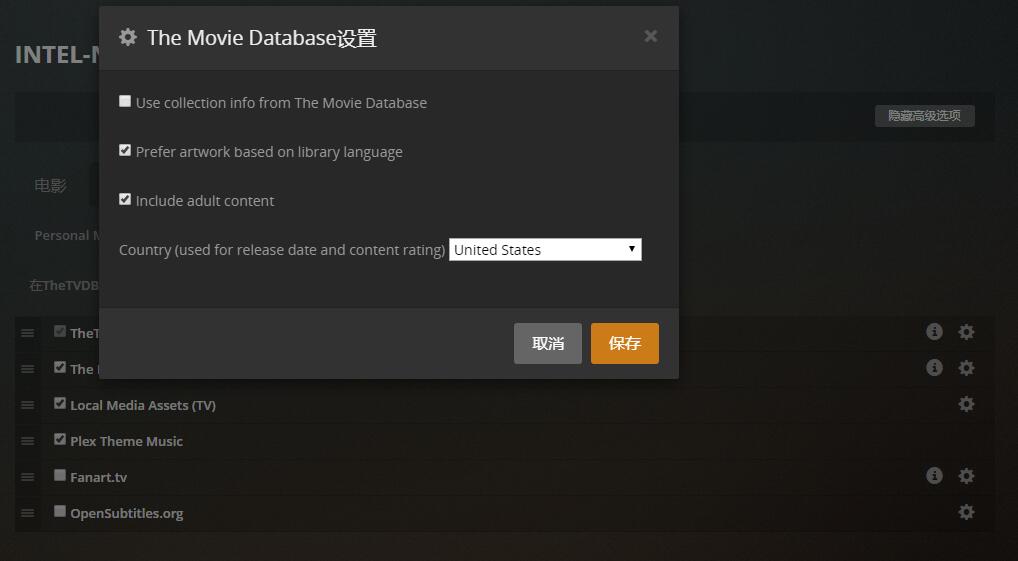 The Movie Database设置
INTEL-
Use collection info from The Movie Database
隐藏高级选项
Prefer artwork based on library language
电影
Include adult content
Personal
Country (used for release date and content rating) United States
在TheTVDB
取消 保存
TheT
The
Local Media Assets (TV)
Plex Theme Music
Fanart.tv
OpenSubtitles.org